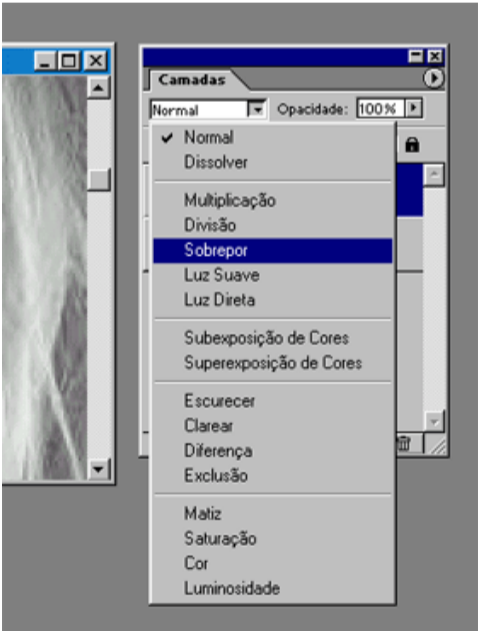 Camadas
Normal Opacidade: 100%
Normal
Dissolver
Multiplicação
Divisão
Sobrepor
Luz Suave
Luz Direta
Subexposição de Cores
Superexposição de Cores
Escurecer
Clarear
Diferença
Exclusão
Matiz
Saturação
Cor
Luminosidade